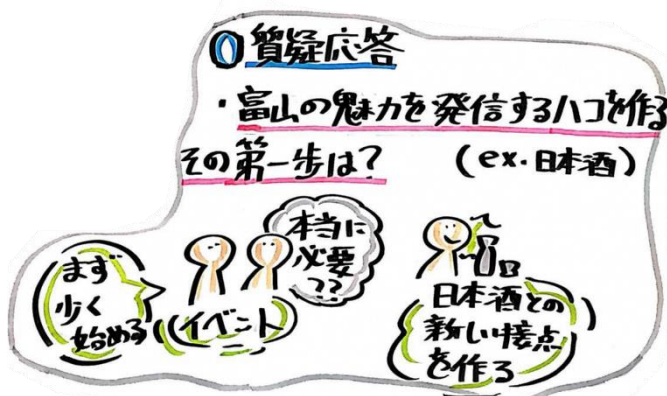 質疑応答
・富山の魅力を発信するハコを作る
その第一歩は？ (ex.日本酒)
本当に
必要
??
まず
少く
始める
イベント
日本酒との
新しい接点
を作る